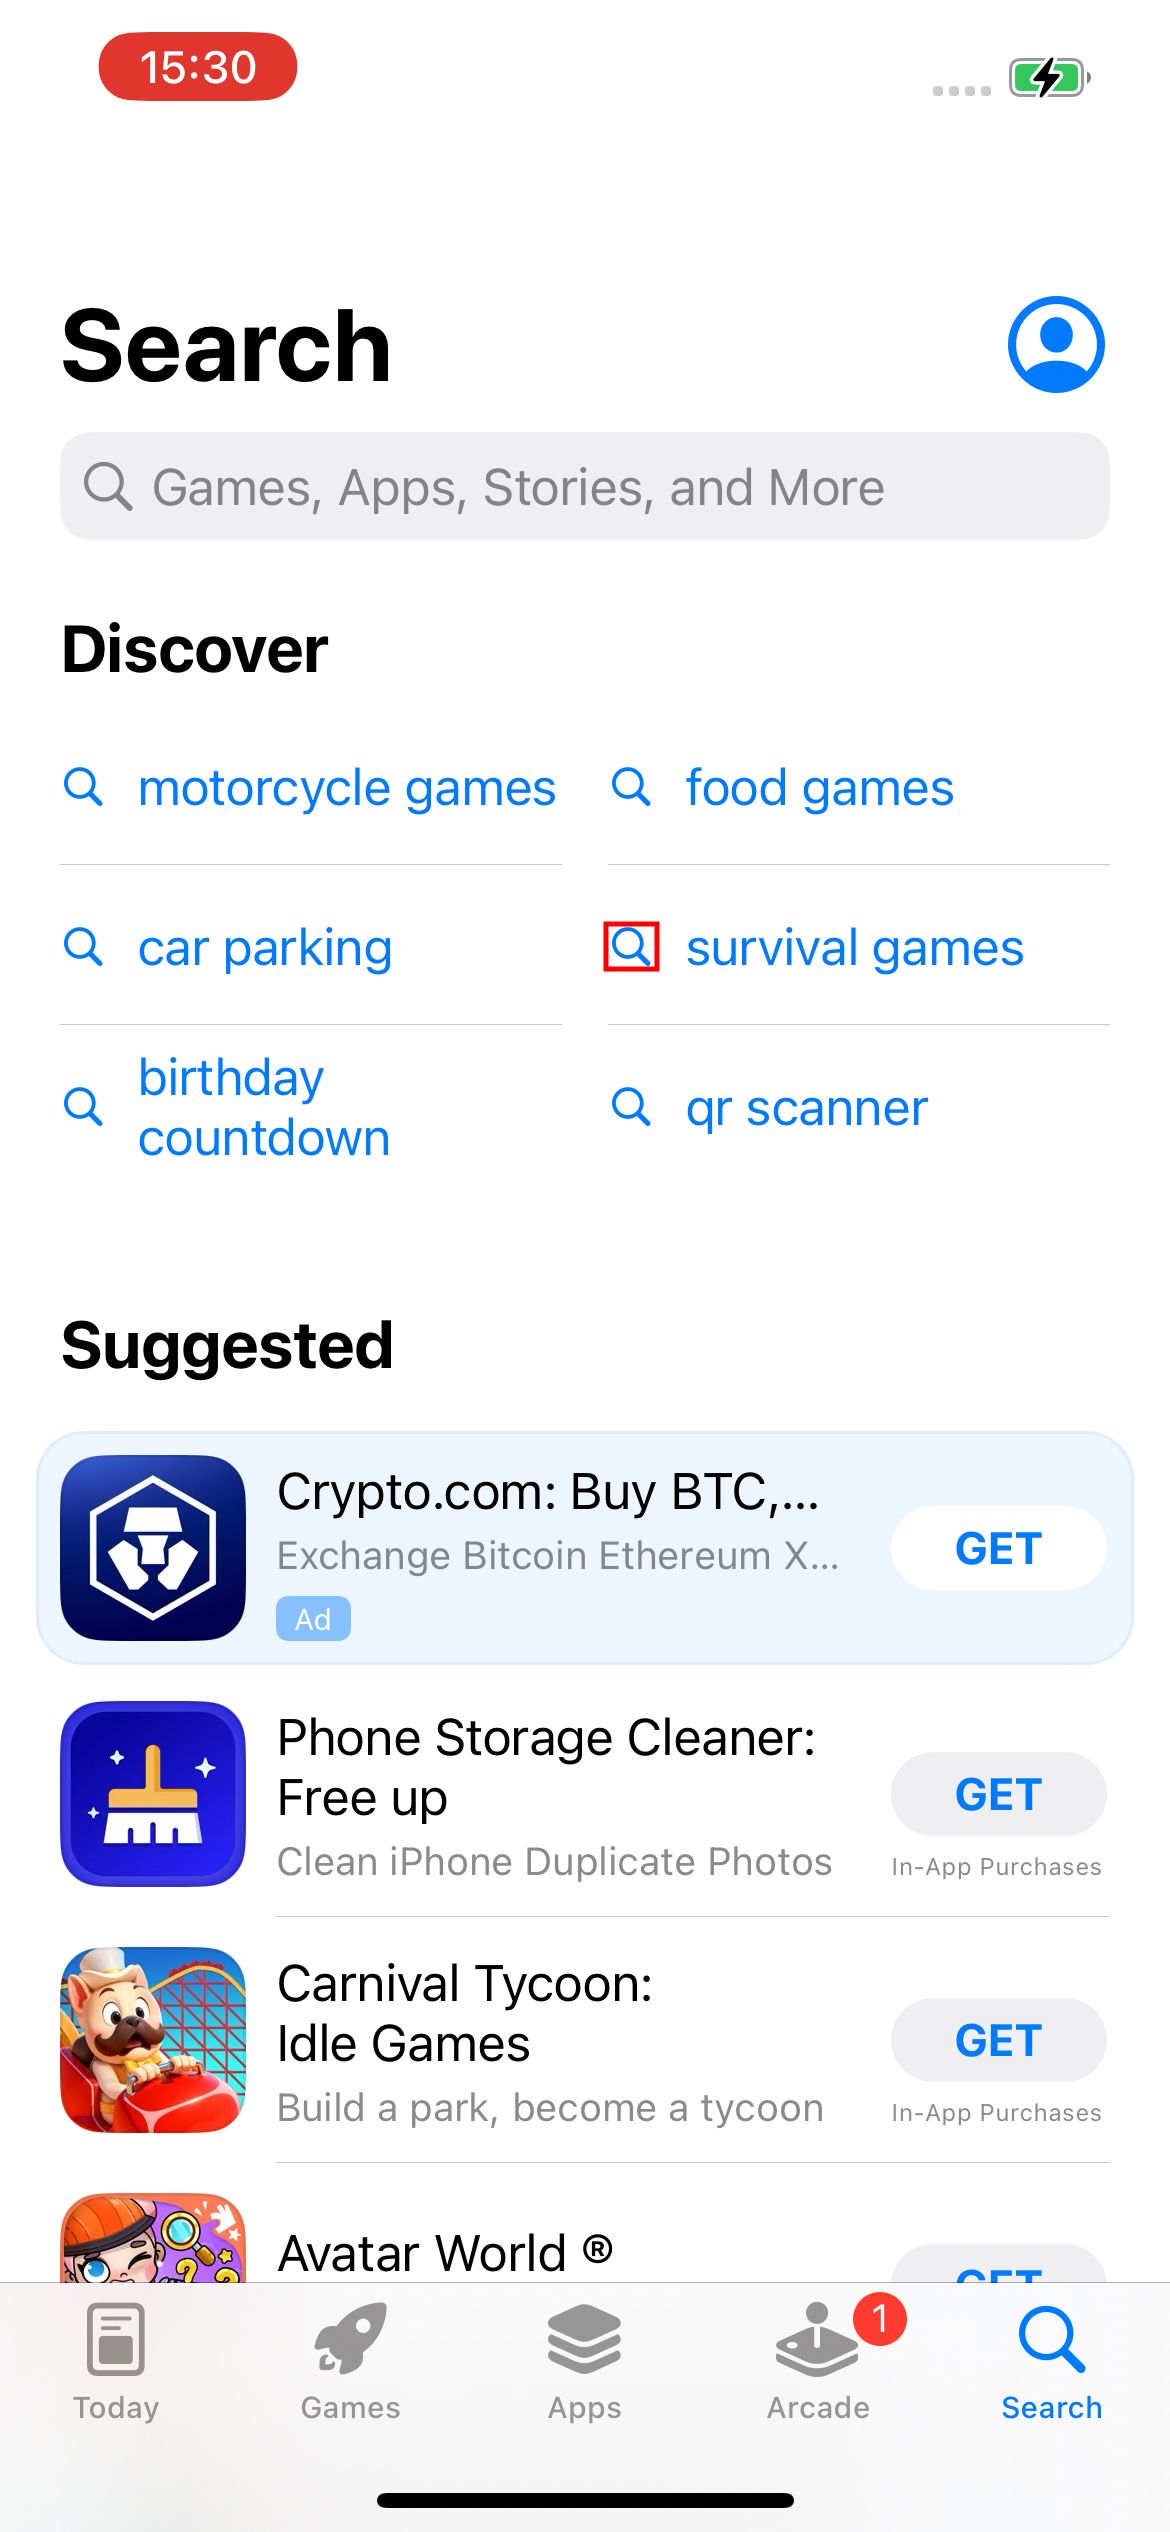 15:30
Search
Games, Apps, Stories, and More
Discover
motorcycle games
food games
car parking
survival games
birthday
countdown
qr scanner
Suggested
Crypto.com: Buy BTC,...
Exchange Bitcoin Ethereum X...
Ad
GET
Phone Storage Cleaner:
Free up
Clean iPhone Duplicate Photos
GET
In-App Purchases
Carnival Tycoon:
Idle Games
Build a park, become a tycoon
GET
In-App Purchases
Avatar World ®
GET
1
Today
Games
Apps
Arcade
Search